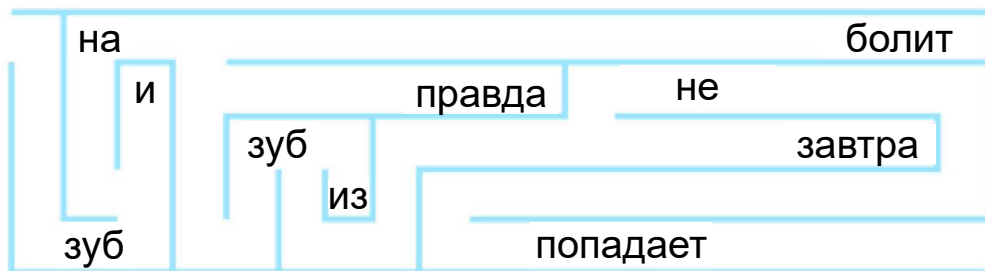 на болит
и правда не
зуб завтра
из
зуб попадает